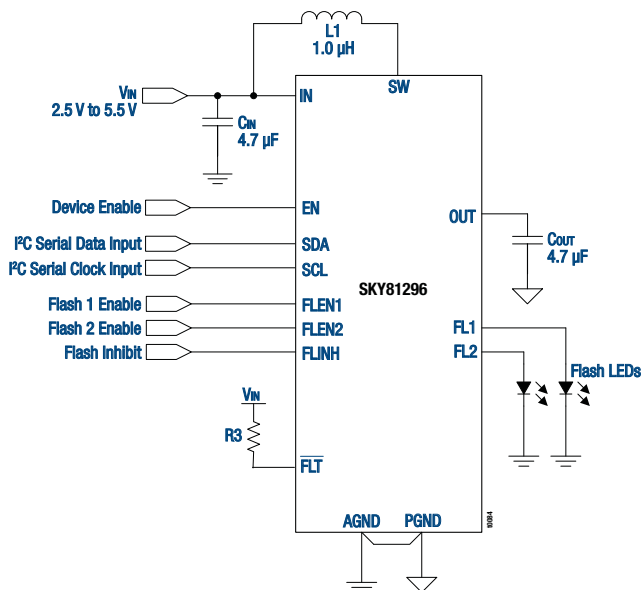 L1
1.0 µH
SW
VIN
2.5 V to 5.5 V
IN
CIN
4.7 µF
Device Enable
EN
OUT
I²C Serial Data Input
SDA
COUT
4.7 µF
I²C Serial Clock Input
SCL
SKY81296
Flash 1 Enable
FLEN1
FL1
Flash 2 Enable
FLEN2
Flash Inhibit
FLINH
FL2
Flash LEDs
VIN
R3
FLT
AGND
PGND
10084